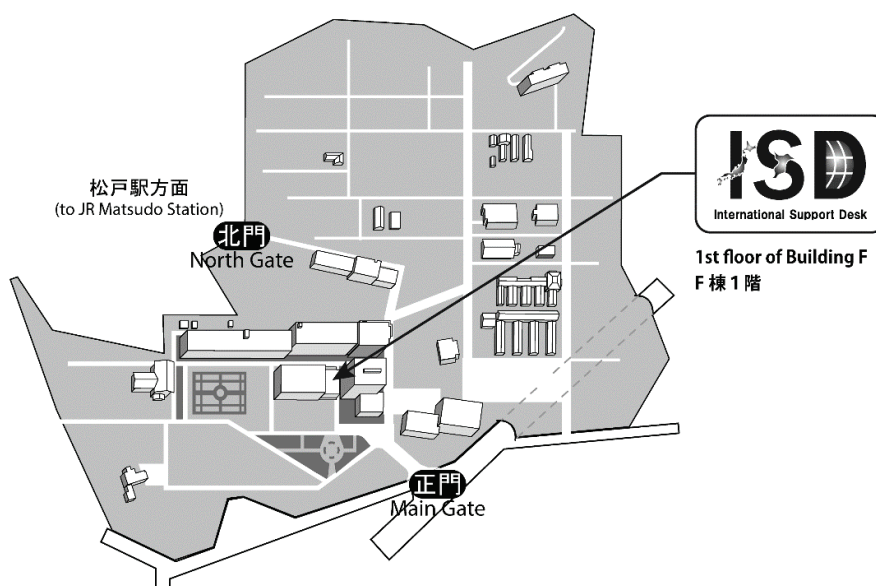 松戸駅方面
(to JR Matsudo Station)
北門
North Gate
ISD
International Support Desk
1st floor of Building F
F 棟 1 階
正門
Main Gate